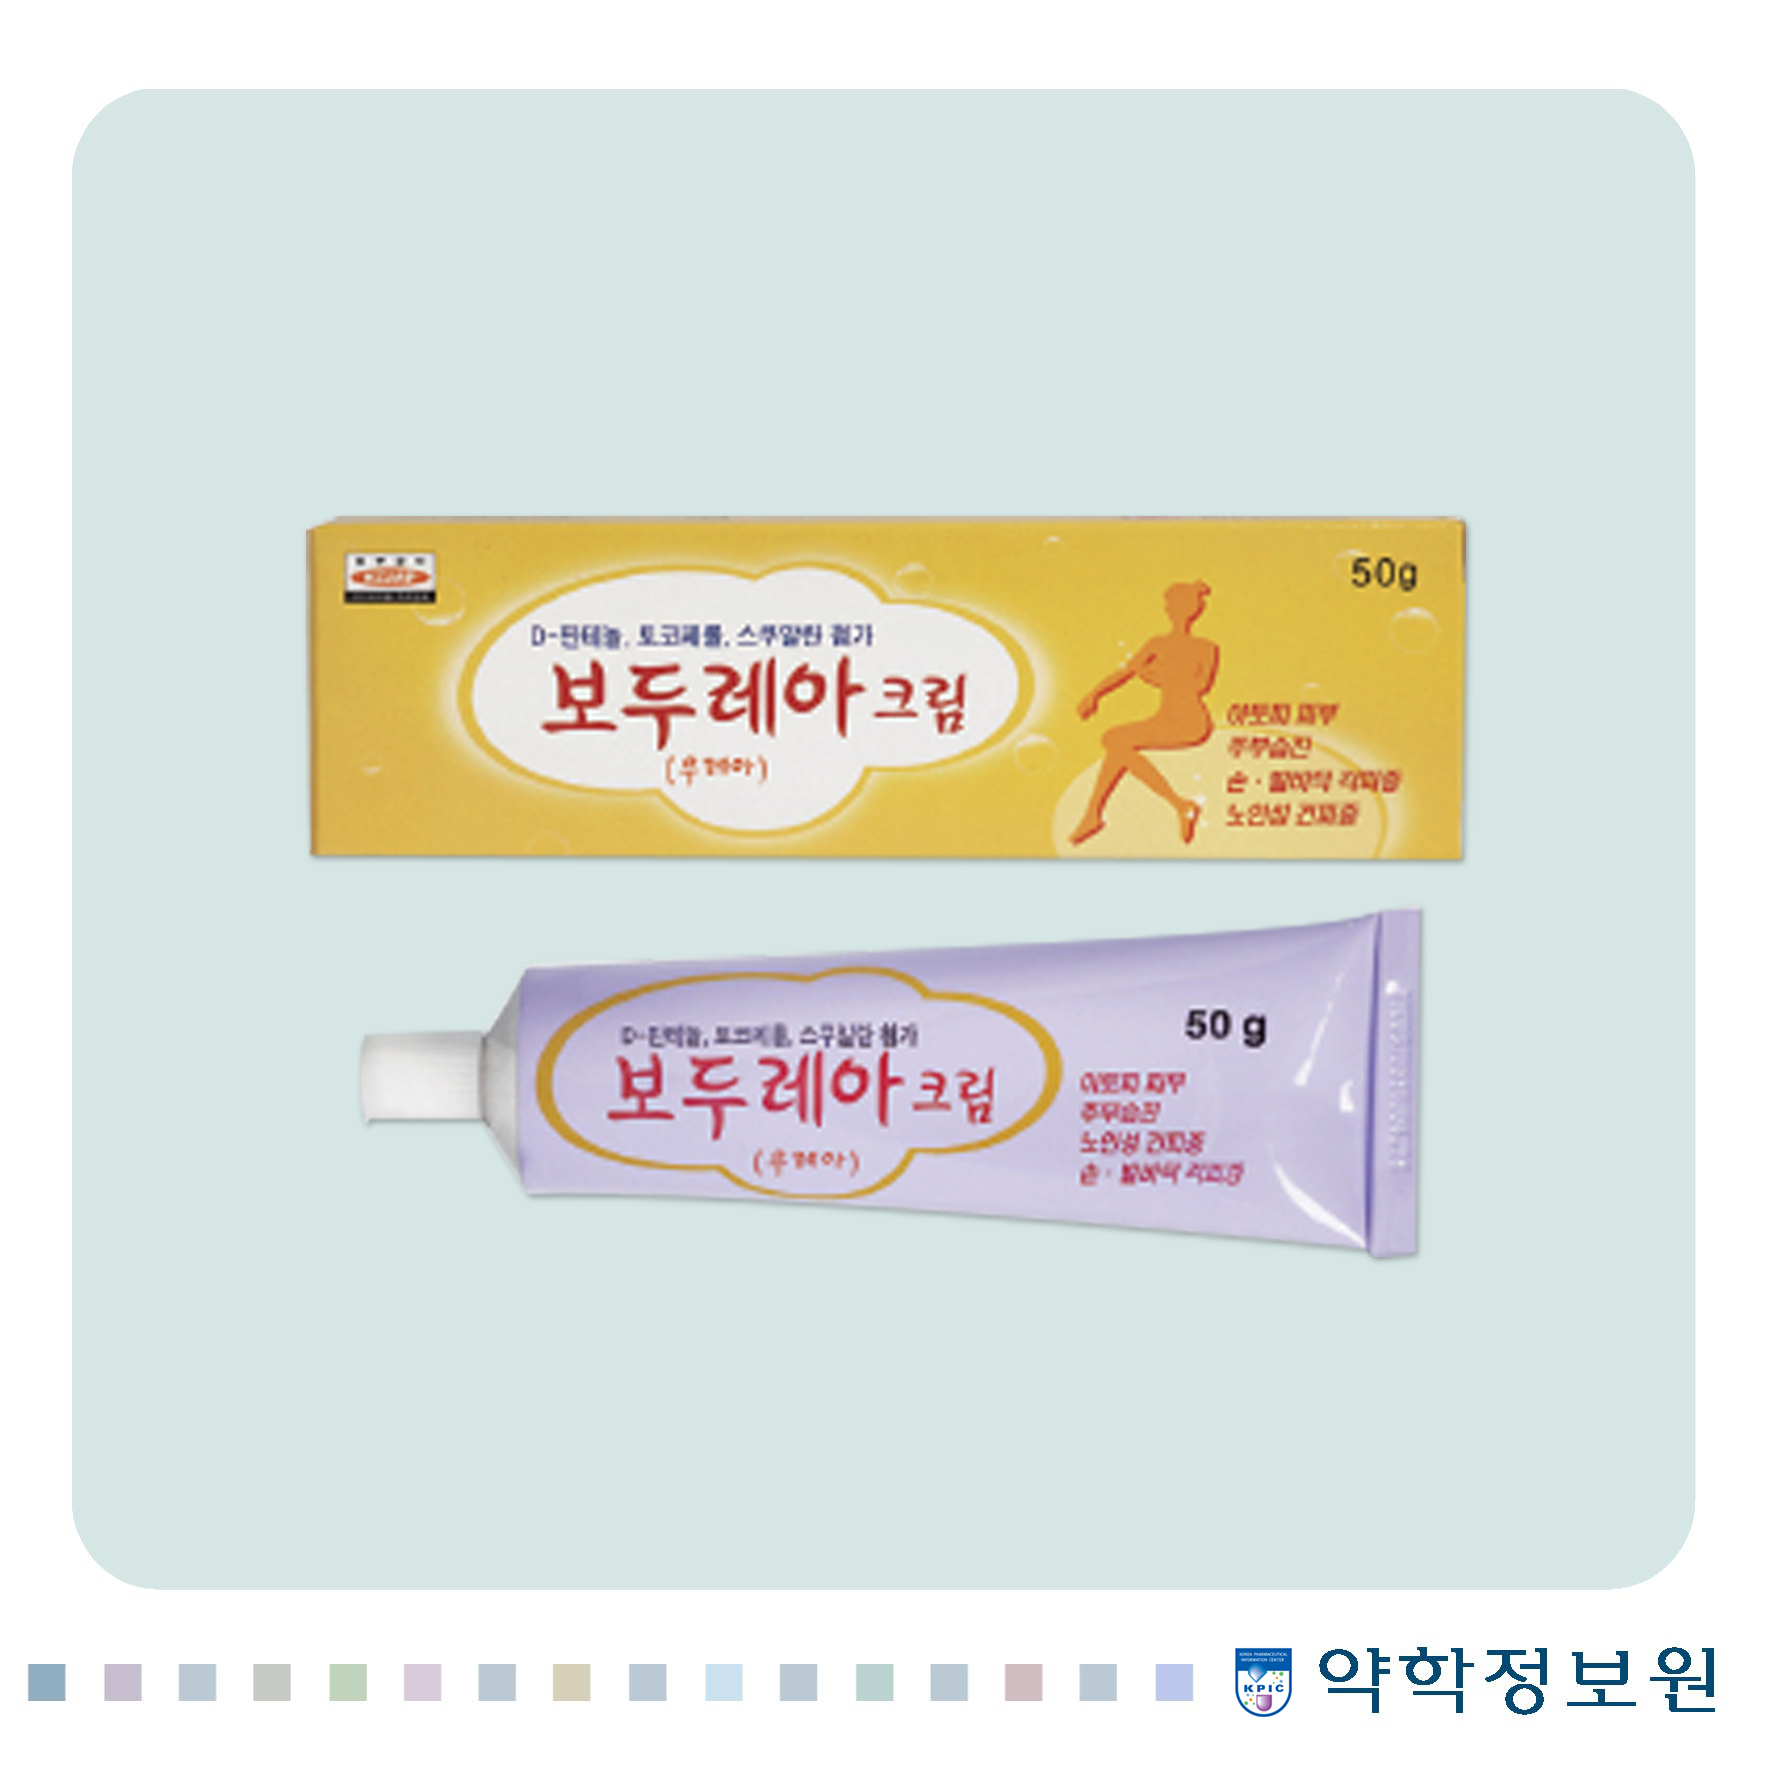 50g
D-판테놀, 토코페롤, 스쿠알란 첨가
보두레아 크림
(우레아)
아토피 피부
주부습진
손·발바닥 각피증
노인성 건피증
50 g
D-판테놀, 토코페롤, 스쿠알란 첨가
보두레아 크림
(우레아)
아토피 피부
주부습진
노인성 건피증
손·발바닥 각피증
KOREA PHARMACEUTICAL
INFORMATION CENTER
KPIC
약학정보원